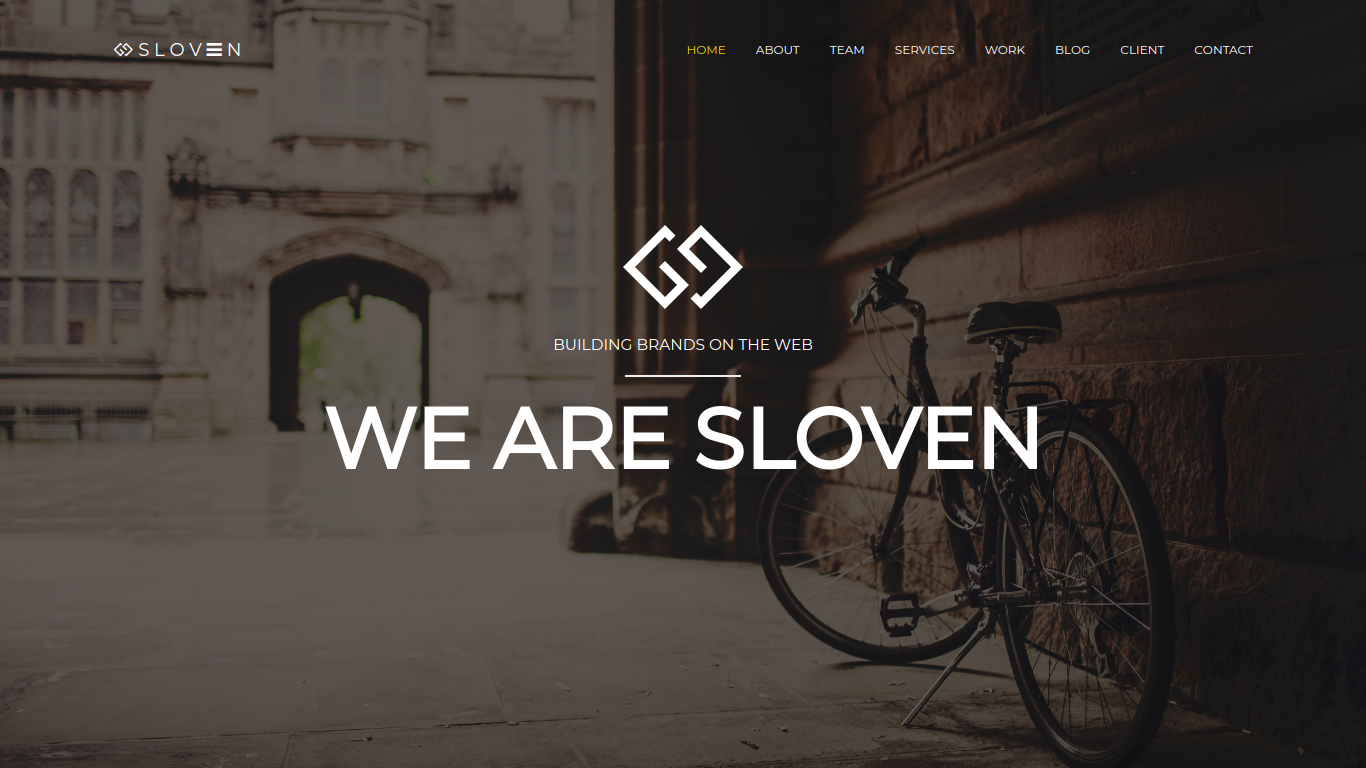 SLOVEN
HOME ABOUT TEAM SERVICES WORK BLOG CLIENT CONTACT
BUILDING BRANDS ON THE WEB
WE ARE SLOVEN